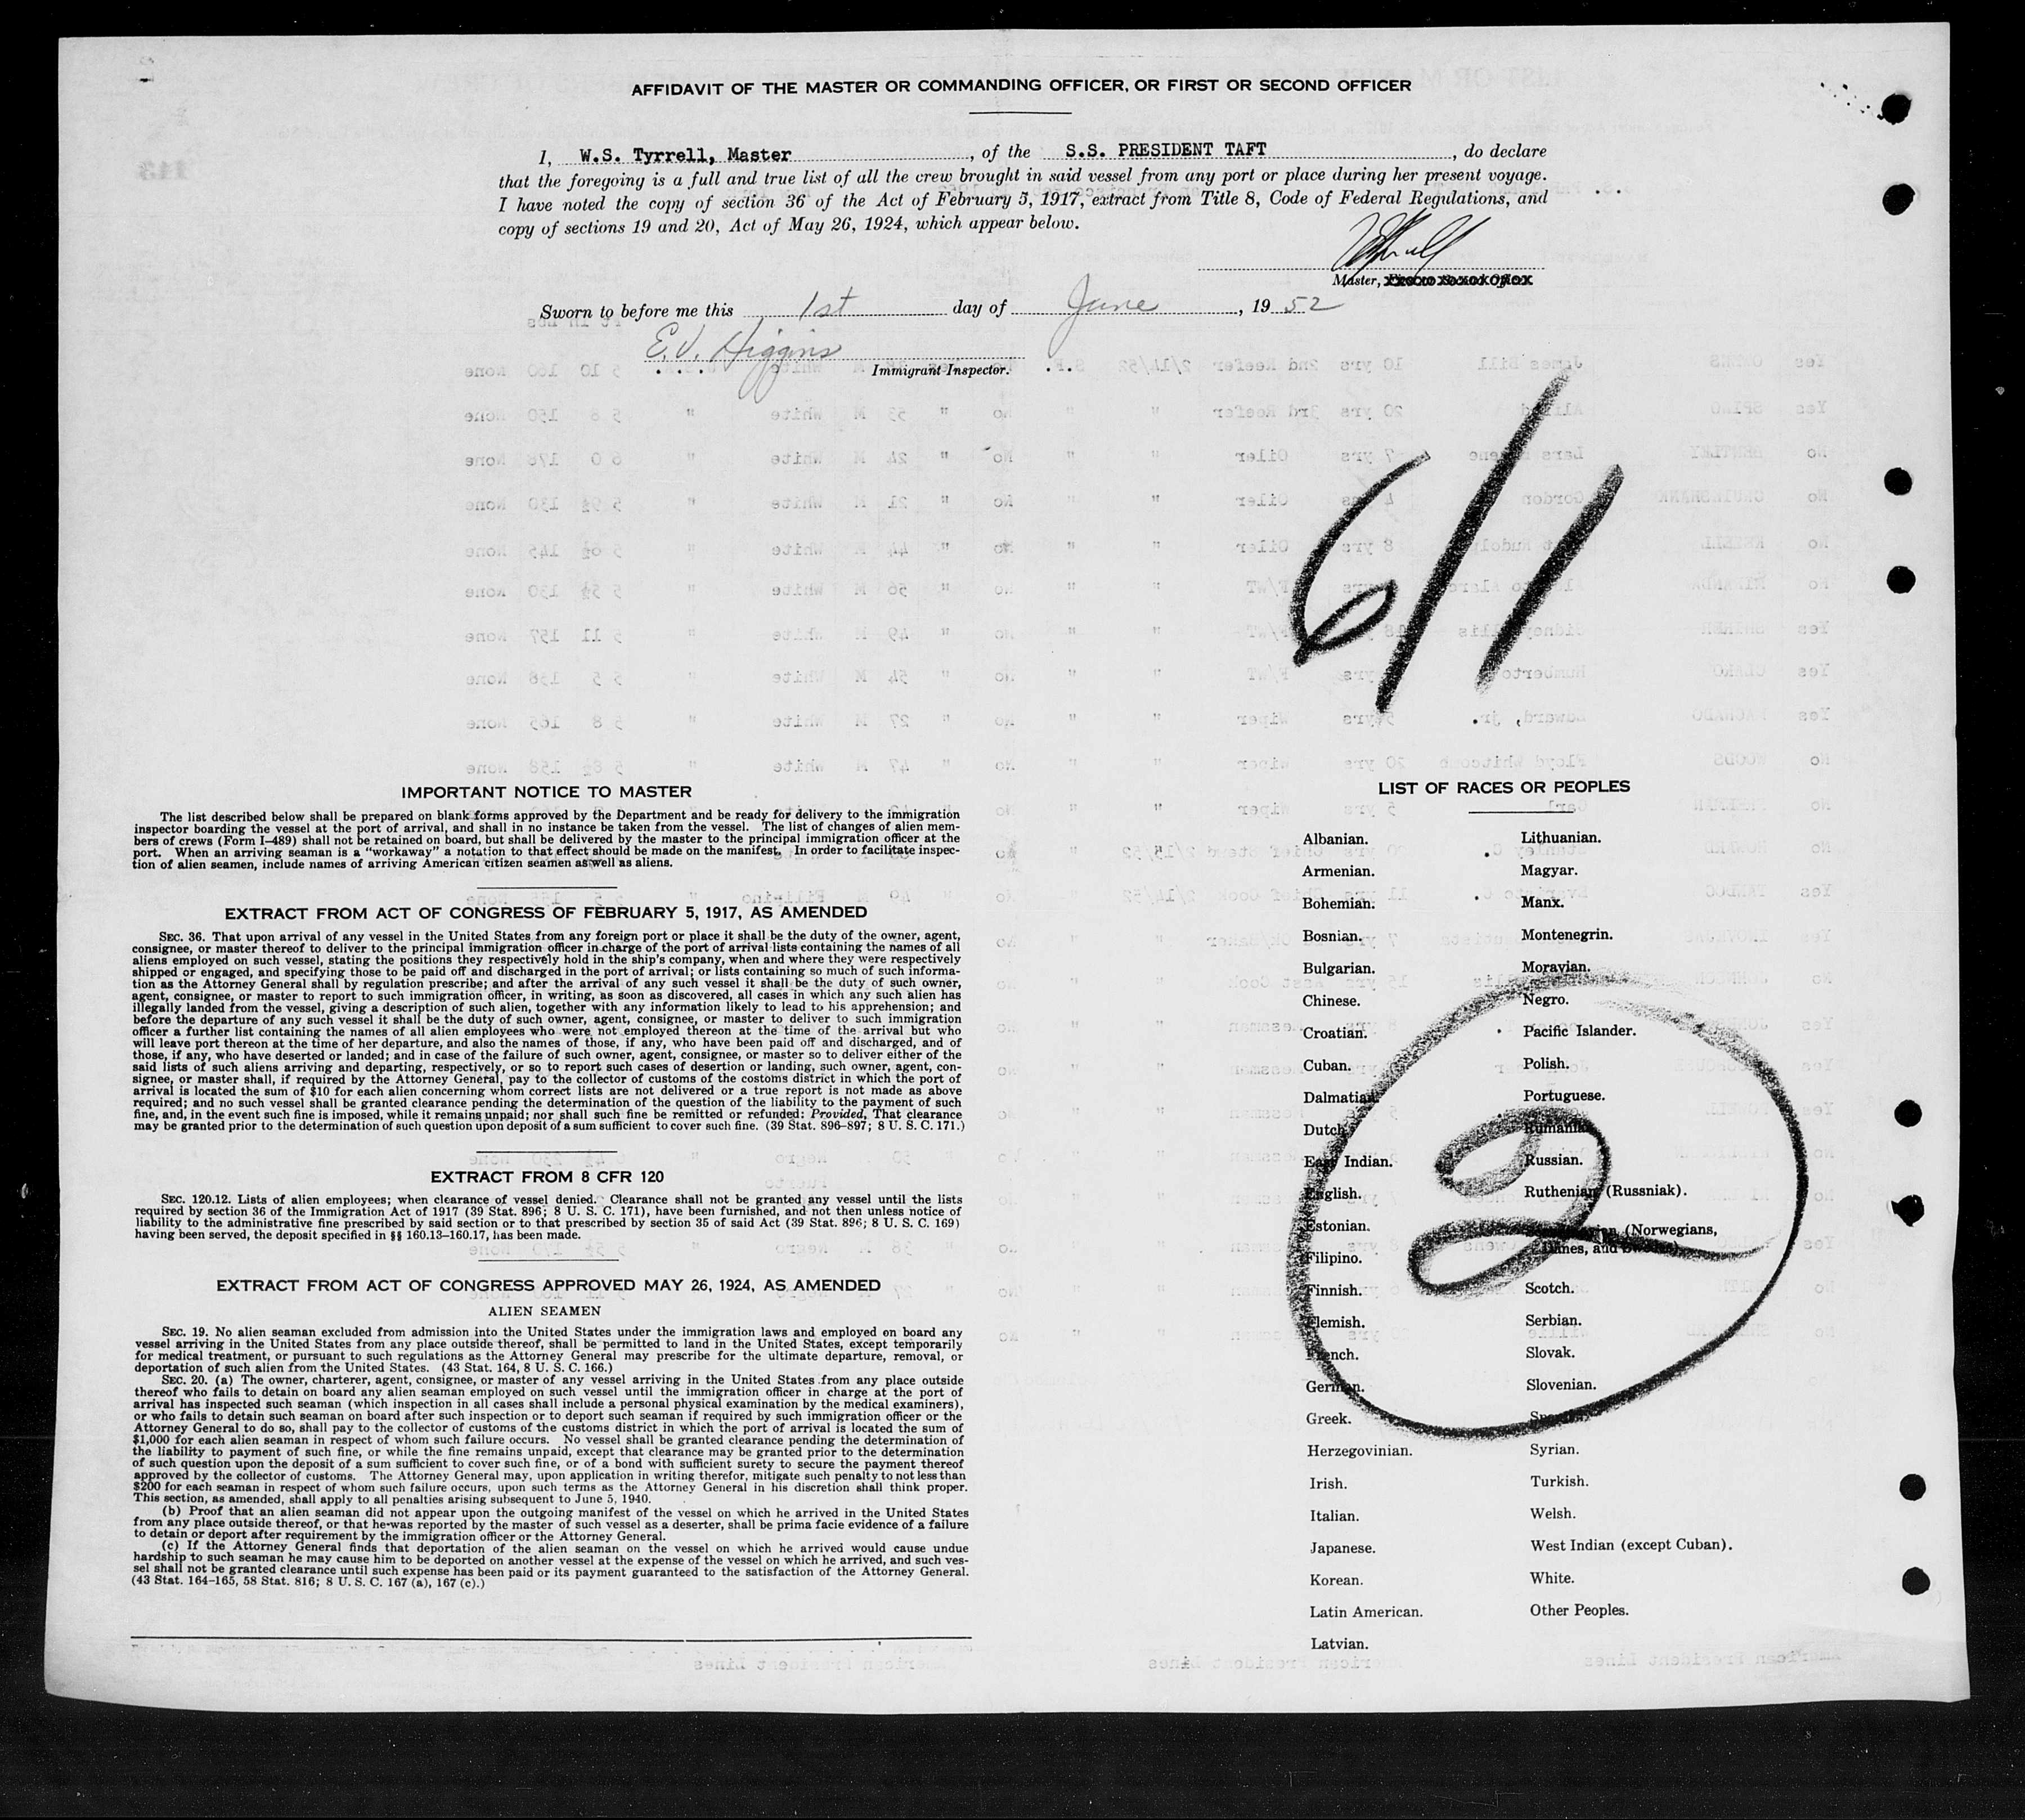 AFFIDAVIT OF THE MASTER OR COMMANDING OFFICER, OR FIRST OR SECOND OFFICER
I, W.S. Tyrrell, Master, of the S.S. PRESIDENT TAFT, do declare
that the foregoing is a full and true list of all the crew brought in said vessel from any port or place during her present voyage.
I have noted the copy of section 36 of the Act of February 5, 1917, extract from Title 8, Code of Federal Regulations, and
copy of sections 19 and 20, Act of May 26, 1924, which appear below.
Master,
Sworn to before me this 1st day of June, 1952
E.V. Higgins
Immigrant Inspector.
6/1
IMPORTANT NOTICE TO MASTER
The list described below shall be prepared on blank forms approved by the Department and be ready for delivery to the immigration
inspector boarding the vessel at the port of arrival, and shall in no instance be taken from the vessel. The list of changes of alien mem-
bers of crews (Form I-489) shall not be retained on board, but shall be delivered by the master to the principal immigration officer at the
port. When an arriving seaman is a "workaway" a notation to that effect should be made on the manifest. In order to facilitate inspec-
tion of alien seamen, include names of arriving American citizen seamen as well as aliens.
EXTRACT FROM ACT OF CONGRESS OF FEBRUARY 5, 1917, AS AMENDED
SEC. 36. That upon arrival of any vessel in the United States from any foreign port or place it shall be the duty of the owner, agent,
consignee, or master thereof to deliver to the principal immigration officer in charge of the port of arrival lists containing the names of all
aliens employed on such vessel, stating the positions they respectively hold in the ship's company, when and where they were respectively
shipped or engaged, and specifying those to be paid off and discharged in the port of arrival; or lists containing so much of such informa-
tion as the Attorney General shall by regulation prescribe; and after the arrival of any such vessel it shall be the duty of such owner,
agent, consignee, or master to report to such immigration officer, in writing, as soon as discovered, all cases in which any such alien has
illegally landed from the vessel, giving a description of such alien, together with any information likely to lead to his apprehension; and
before the departure of any such vessel it shall be the duty of such owner, agent, consignee, or master to deliver to such immigration
officer a further list containing the names of all alien employees who were not employed thereon at the time of the arrival but who
will leave port thereon at the time of her departure, and also the names of those, if any, who have been paid off and discharged, and of
those, if any, who have deserted or landed; and in case of the failure of such owner, agent, consignee, or master so to deliver either of the
said lists of such aliens arriving and departing, respectively, or so to report such cases of desertion or landing, such owner, agent, con-
signee, or master shall, if required by the Attorney General, pay to the collector of customs of the costoms district in which the port of
arrival is located the sum of $10 for each alien concerning whom correct lists are not delivered or a true report is not made as above
required; and no such vessel shall be granted clearance pending the determination of the question of the liability to the payment of such
fine, and, in the event such fine is imposed, while it remains unpaid; nor shall such fine be remitted or refunded: Provided, That clearance
may be granted prior to the determination of such question upon deposit of a sum sufficient to cover such fine. (39 Stat. 896-897; 8 U. S. C. 171.)
EXTRACT FROM 8 CFR 120
SEC. 120.12. Lists of alien employees; when clearance of vessel denied. Clearance shall not be granted any vessel until the lists
required by section 36 of the Immigration Act of 1917 (39 Stat. 896; 8 U. S. C. 171), have been furnished, and not then unless notice of
liability to the administrative fine prescribed by said section or to that prescribed by section 35 of said Act (39 Stat. 896; 8 U. S. C. 169)
having been served, the deposit specified in §§ 160.13-160.17, has been made.
EXTRACT FROM ACT OF CONGRESS APPROVED MAY 26, 1924, AS AMENDED
ALIEN SEAMEN
SEC. 19. No alien seaman excluded from admission into the United States under the immigration laws and employed on board any
vessel arriving in the United States from any place outside thereof, shall be permitted to land in the United States, except temporarily
for medical treatment, or pursuant to such regulations as the Attorney General may prescribe for the ultimate departure, removal, or
deportation of such alien from the United States. (43 Stat. 164, 8 U. S. C. 166.)
SEC. 20. (a) The owner, charterer, agent, consignee, or master of any vessel arriving in the United States from any place outside
thereof who fails to detain on board any alien seaman employed on such vessel until the immigration officer in charge at the port of
arrival has inspected such seaman (which inspection in all cases shall include a personal physical examination by the medical examiners),
or who fails to detain such seaman on board after such inspection or to deport such seaman if required by such immigration officer or the
Attorney General to do so, shall pay to the collector of customs of the customs district in which the port of arrival is located the sum of
$1,000 for each alien seaman in respect of whom such failure occurs. No vessel shall be granted clearance pending the determination of
the liability to payment of such fine, or while the fine remains unpaid, except that clearance may be granted prior to the determination
of such question upon the deposit of a sum sufficient to cover such fine, or of a bond with sufficient surety to secure the payment thereof
approved by the collector of customs. The Attorney General may, upon application in writing therefor, mitigate such penalty to not less than
$200 for each seaman in respect of whom such failure occurs, upon such terms as the Attorney General in his discretion shall think proper.
This section, as amended, shall apply to all penalties arising subsequent to June 5, 1940.
(b) Proof that an alien seaman did not appear upon the outgoing manifest of the vessel on which he arrived in the United States
from any place outside thereof, or that he was reported by the master of such vessel as a deserter, shall be prima facie evidence of a failure
to detain or deport after requirement by the immigration officer or the Attorney General.
(c) If the Attorney General finds that deportation of the alien seaman on the vessel on which he arrived would cause undue
hardship to such seaman he may cause him to be deported on another vessel at the expense of the vessel on which he arrived, and such ves-
sel shall not be granted clearance until such expense has been paid or its payment guaranteed to the satisfaction of the Attorney General.
(43 Stat. 164-165, 58 Stat. 816; 8 U. S. C. 167 (a), 167 (c).)
LIST OF RACES OR PEOPLES
Albanian.
Armenian.
Bohemian.
Bosnian.
Bulgarian.
Chinese.
Croatian.
Cuban.
Dalmatian.
Dutch.
East Indian.
English.
Estonian.
Filipino.
Finnish.
Flemish.
French.
German.
Greek.
Herzegovinian.
Irish.
Italian.
Japanese.
Korean.
Latin American.
Latvian.
Lithuanian.
Magyar.
Manx.
Montenegrin.
Moravian.
Negro.
Pacific Islander.
Polish.
Portuguese.
Rumanian.
Russian.
Ruthenian (Russniak).
(Norwegians,
Danes, and Swedes).
Scotch.
Serbian.
Slovak.
Slovenian.
Syrian.
Turkish.
Welsh.
West Indian (except Cuban).
White.
Other Peoples.
2